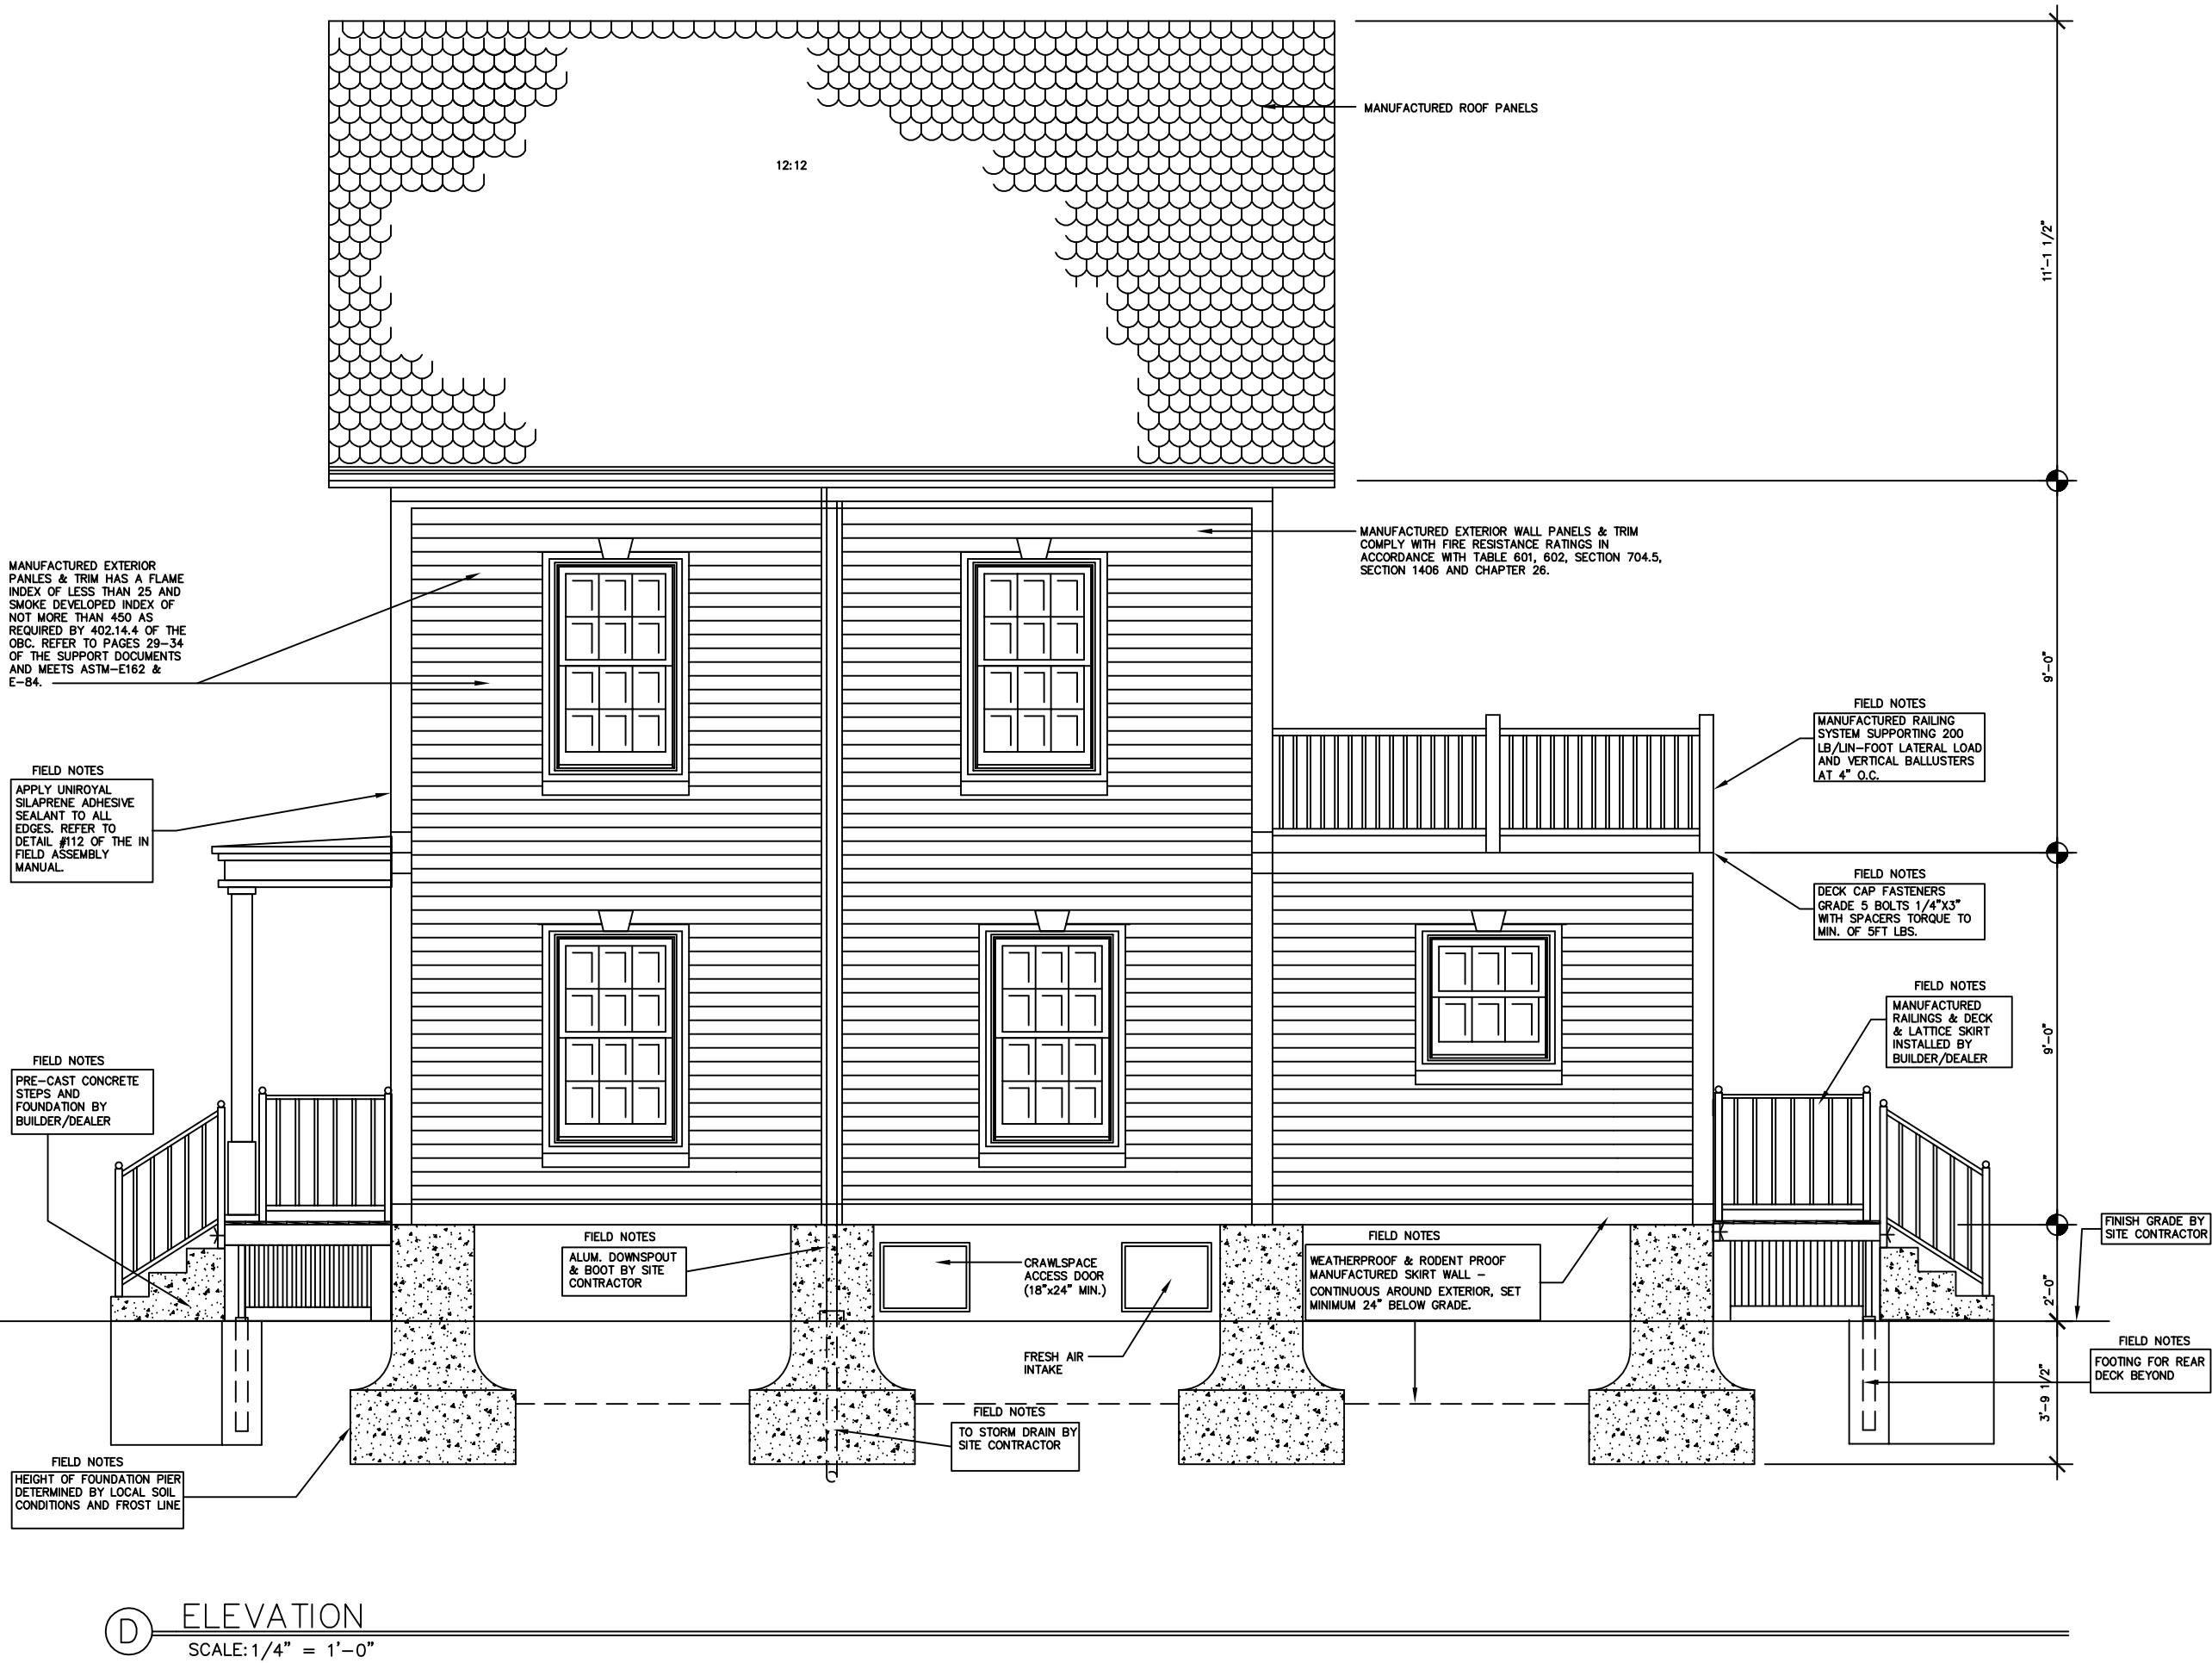 MANUFACTURED ROOF PANELS
12:12
11'-1 1/2"
MANUFACTURED EXTERIOR WALL PANELS & TRIM
COMPLY WITH FIRE RESISTANCE RATINGS IN
ACCORDANCE WITH TABLE 601, 602, SECTION 704.5,
SECTION 1406 AND CHAPTER 26.
MANUFACTURED EXTERIOR
PANLES & TRIM HAS A FLAME
INDEX OF LESS THAN 25 AND
SMOKE DEVELOPED INDEX OF
NOT MORE THAN 450 AS
REQUIRED BY 402.14.4 OF THE
OBC. REFER TO PAGES 29-34
OF THE SUPPORT DOCUMENTS
AND MEETS ASTM-E162 &
E-84.
9'-0"
FIELD NOTES
MANUFACTURED RAILING
SYSTEM SUPPORTING 200
LB/LIN-FOOT LATERAL LOAD
AND VERTICAL BALLUSTERS
AT 4" O.C.
FIELD NOTES
APPLY UNIROYAL
SILAPRENE ADHESIVE
SEALANT TO ALL
EDGES. REFER TO
DETAIL #112 OF THE IN
FIELD ASSEMBLY
MANUAL.
FIELD NOTES
DECK CAP FASTENERS
GRADE 5 BOLTS 1/4"X3"
WITH SPACERS TORQUE TO
MIN. OF 5FT LBS.
FIELD NOTES
MANUFACTURED
RAILINGS & DECK
& LATTICE SKIRT
INSTALLED BY
BUILDER/DEALER
9'-0"
FIELD NOTES
PRE-CAST CONCRETE
STEPS AND
FOUNDATION BY
BUILDER/DEALER
FIELD NOTES
ALUM. DOWNSPOUT
& BOOT BY SITE
CONTRACTOR
CRAWLSPACE
ACCESS DOOR
(18"x24" MIN.)
FIELD NOTES
WEATHERPROOF & RODENT PROOF
MANUFACTURED SKIRT WALL -
CONTINUOUS AROUND EXTERIOR, SET
MINIMUM 24" BELOW GRADE.
FINISH GRADE BY
SITE CONTRACTOR
2'-0"
FRESH AIR
INTAKE
FIELD NOTES
FOOTING FOR REAR
DECK BEYOND
3'-9 1/2"
FIELD NOTES
TO STORM DRAIN BY
SITE CONTRACTOR
FIELD NOTES
HEIGHT OF FOUNDATION PIER
DETERMINED BY LOCAL SOIL
CONDITIONS AND FROST LINE
D
ELEVATION
SCALE:1/4" = 1'-0"